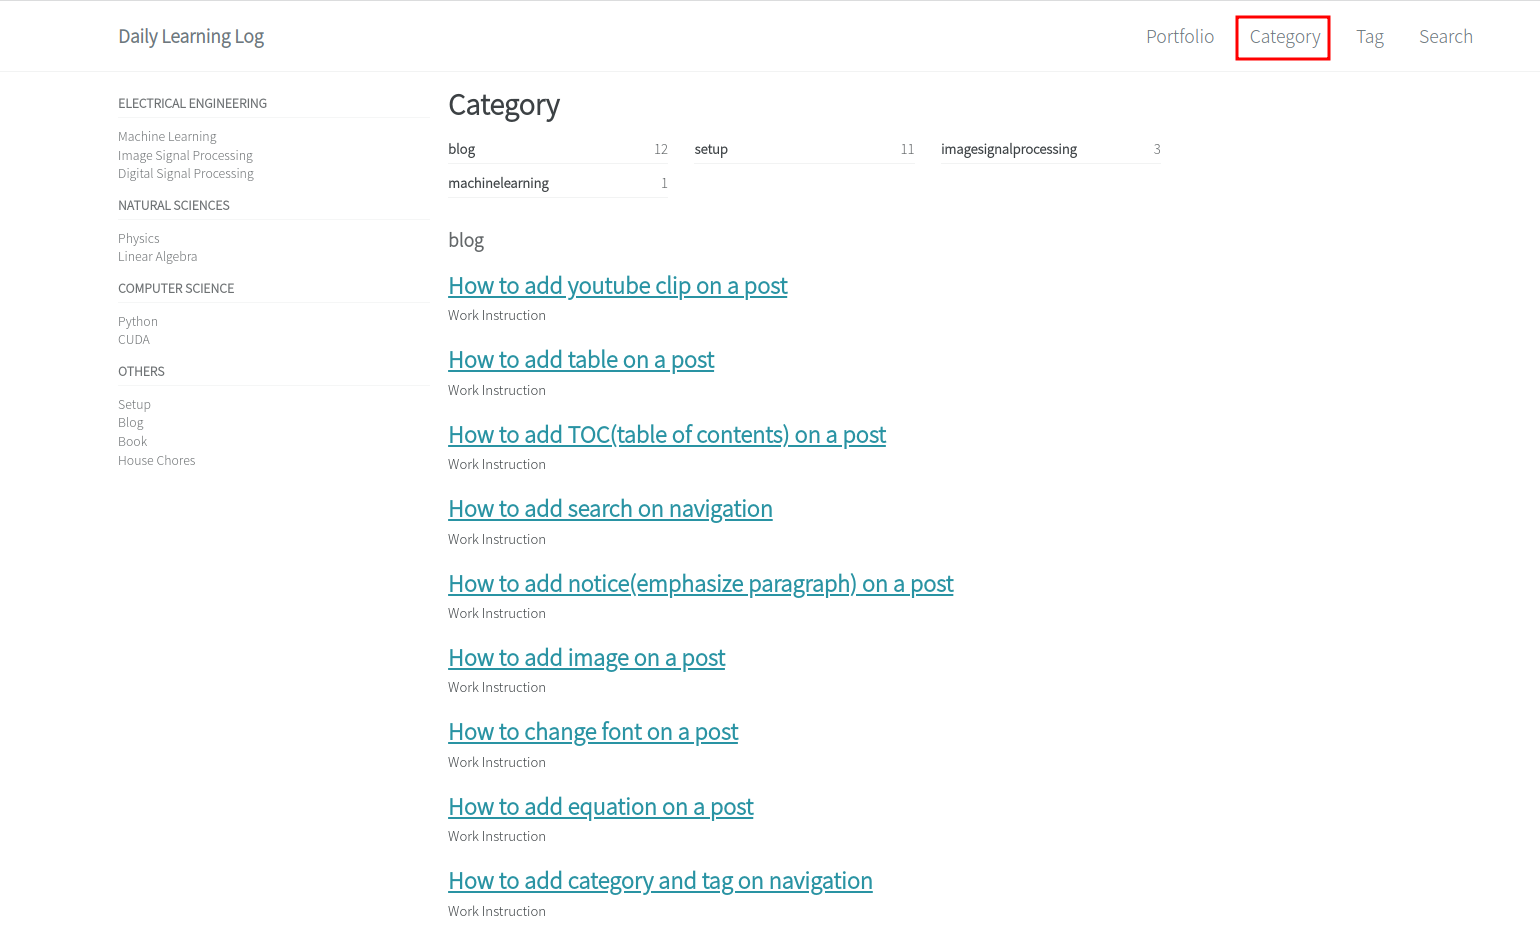 Daily Learning Log
Portfolio Category Tag Search
ELECTRICAL ENGINEERING
Machine Learning
Image Signal Processing
Digital Signal Processing
NATURAL SCIENCES
Physics
Linear Algebra
COMPUTER SCIENCE
Python
CUDA
OTHERS
Setup
Blog
Book
House Chores
Category
blog 12 setup 11 imagesignalprocessing 3
machinelearning 1
blog
How to add youtube clip on a post
Work Instruction
How to add table on a post
Work Instruction
How to add TOC(table of contents) on a post
Work Instruction
How to add search on navigation
Work Instruction
How to add notice(emphasize paragraph) on a post
Work Instruction
How to add image on a post
Work Instruction
How to change font on a post
Work Instruction
How to add equation on a post
Work Instruction
How to add category and tag on navigation
Work Instruction